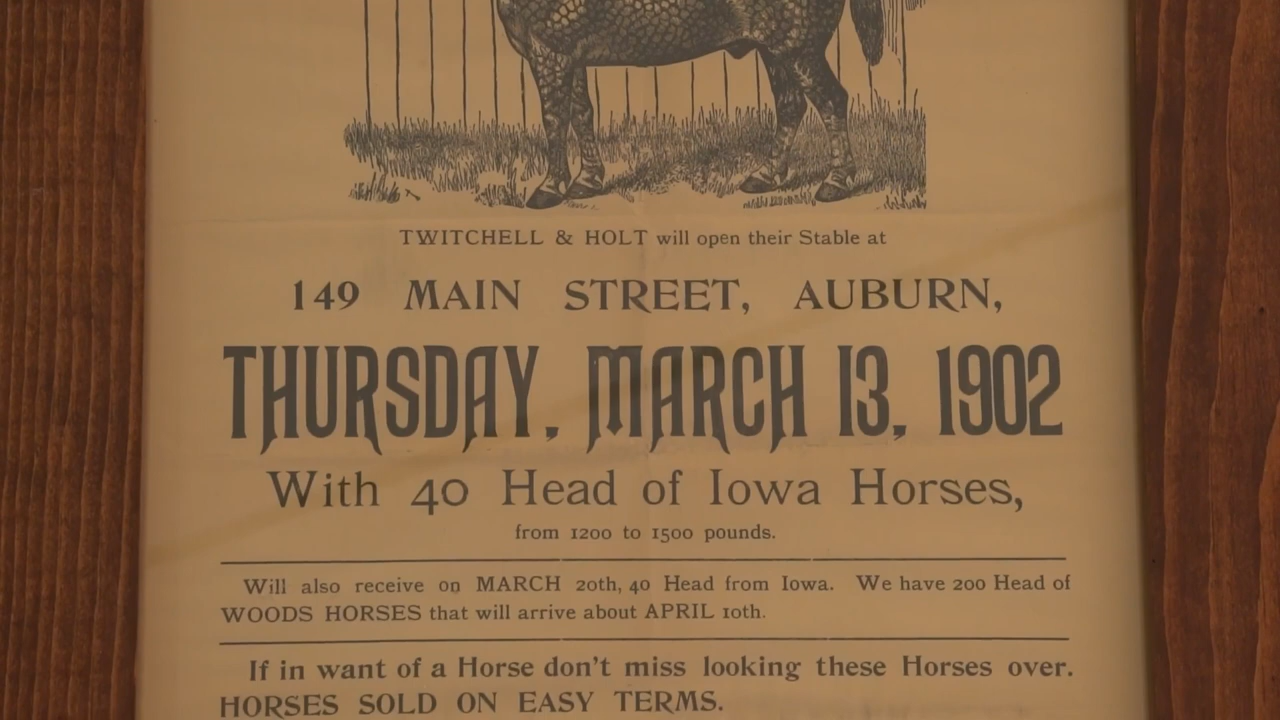 TWITCHELL & HOLT will open their Stable at
149 MAIN STREET, AUBURN,
THURSDAY, MARCH 13, 1902
With 40 Head of Iowa Horses,
from 1200 to 1500 pounds.
Will also receive on MARCH 20th, 40 Head from Iowa. We have 200 Head of
WOODS HORSES that will arrive about APRIL 10th.
If in want of a Horse don't miss looking these Horses over.
HORSES SOLD ON EASY TERMS.